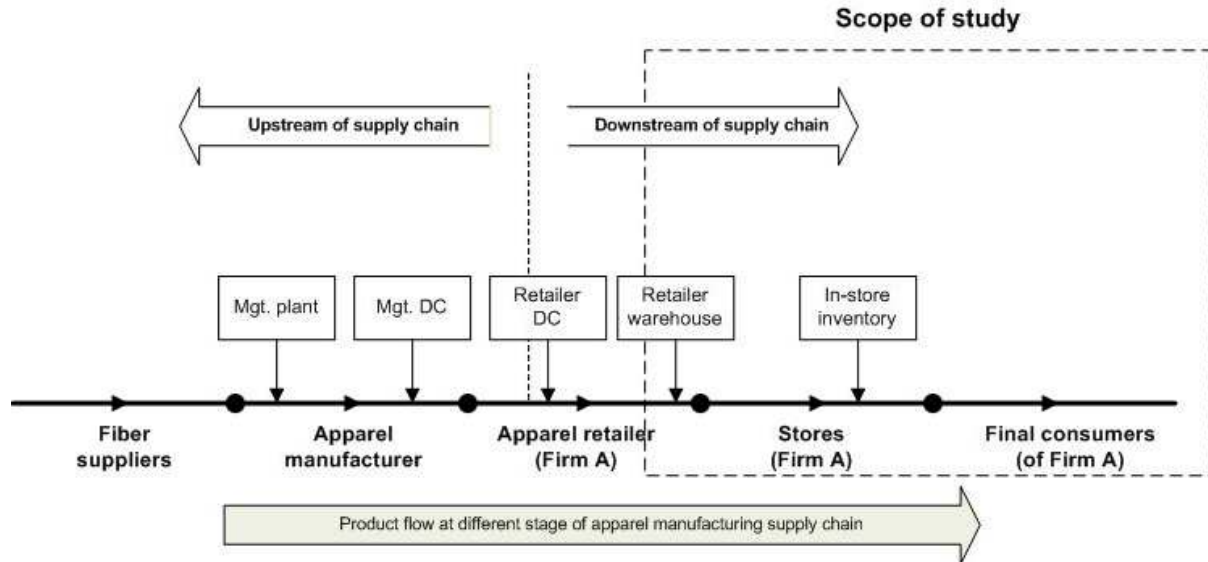 Scope of study
Upstream of supply chain
Downstream of supply chain
Mgt. plant
Mgt. DC
Retailer
DC
Retailer
warehouse
In-store
inventory
Fiber
suppliers
Apparel
manufacturer
Apparel retailer
(Firm A)
Stores
(Firm A)
Final consumers
(of Firm A)
Product flow at different stage of apparel manufacturing supply chain